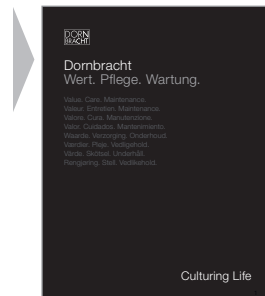 DORN
BRACHT
Dornbracht
Wert. Pflege. Wartung.
Value. Care. Maintenance.
Valeur. Entretien. Maintenance.
Valore. Cura. Manutenzione.
Valor. Cuidados. Mantenimiento.
Waarde. Verzorging. Onderhoud.
Værdier. Pleje. Vedligehold.
Värde. Skötsel. Underhåll.
Rengjøring. Stell. Vedlikehold.
Culturing Life